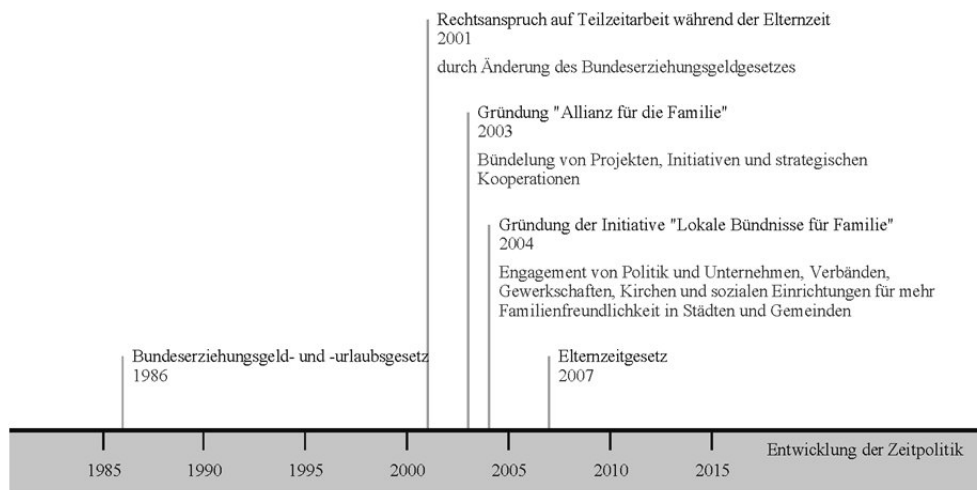 Rechtsanspruch auf Teilzeitarbeit während der Elternzeit
2001
durch Änderung des Bundeserziehungsgeldgesetzes
Gründung "Allianz für die Familie"
2003
Bündelung von Projekten, Initiativen und strategischen
Kooperationen
Gründung der Initiative "Lokale Bündnisse für Familie"
2004
Engagement von Politik und Unternehmen, Verbänden,
Gewerkschaften, Kirchen und sozialen Einrichtungen für mehr
Familienfreundlichkeit in Städten und Gemeinden
Bundeserziehungsgeld- und -urlaubsgesetz
1986
Elternzeitgesetz
2007
Entwicklung der Zeitpolitik
1985 1990 1995 2000 2005 2010 2015